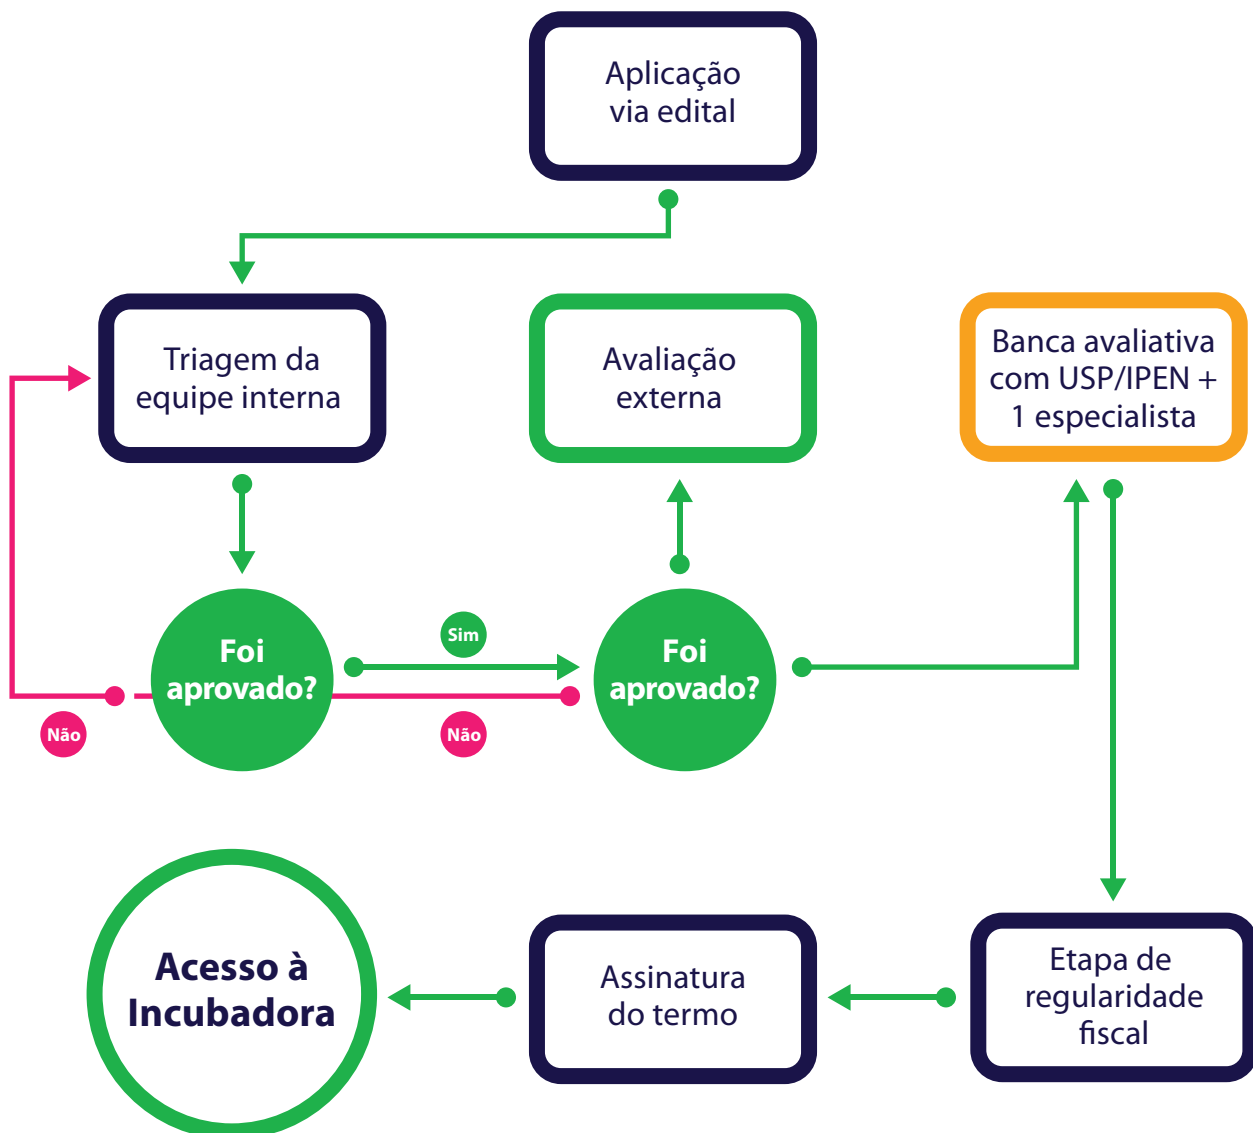 Aplicação
via edital
Triagem da
equipe interna
Avaliação
externa
Banca avaliativa
com USP/IPEN +
1 especialista
Foi
aprovado?
Sim
Não
Não
Foi
aprovado?
Acesso à
Incubadora
Assinatura
do termo
Etapa de
regularidade
fiscal